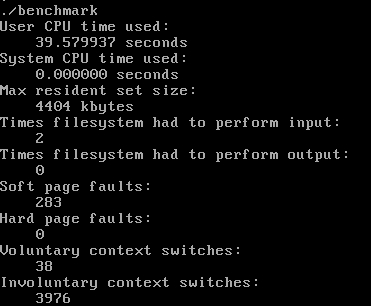 ./benchmark
User CPU time used:
    39.579937 seconds
System CPU time used:
    0.000000 seconds
Max resident set size:
    4404 kbytes
Times filesystem had to perform input:
    2
Times filesystem had to perform output:
    0
Soft page faults:
    283
Hard page faults:
    0
Voluntary context switches:
    38
Involuntary context switches:
    3976